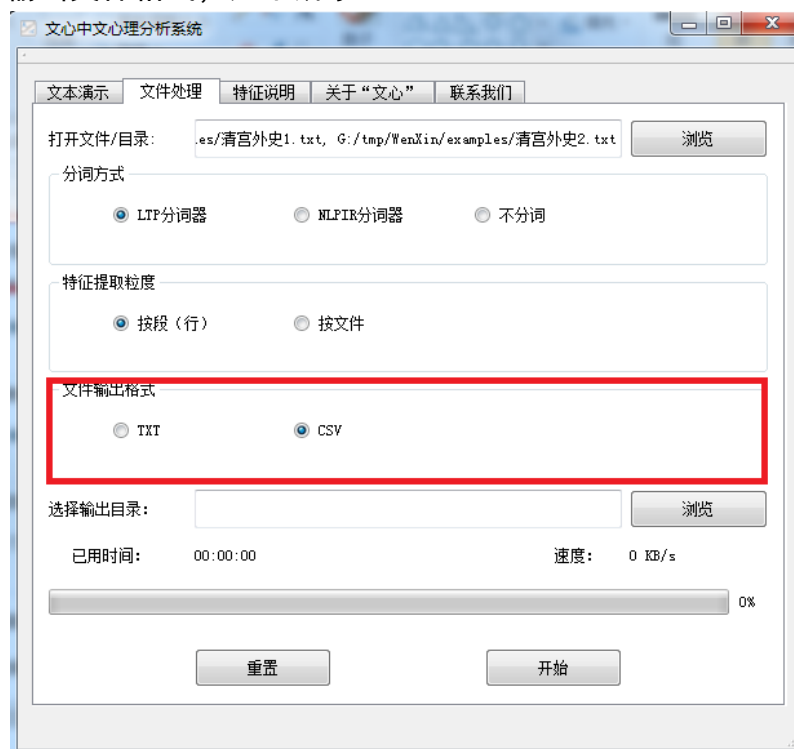 文心中文心理分析系统
文本演示 文件处理 特征说明 关于“文心” 联系我们
打开文件/目录: .es/清宫外史1.txt, G:/tmp/WenXin/examples/清宫外史2.txt 浏览
分词方式
LTP分词器 NLPIR分词器 不分词
特征提取粒度
按段（行） 按文件
文件输出格式
TXT CSV
选择输出目录: 浏览
已用时间: 00:00:00 速度: 0 KB/s
0%
重置 开始